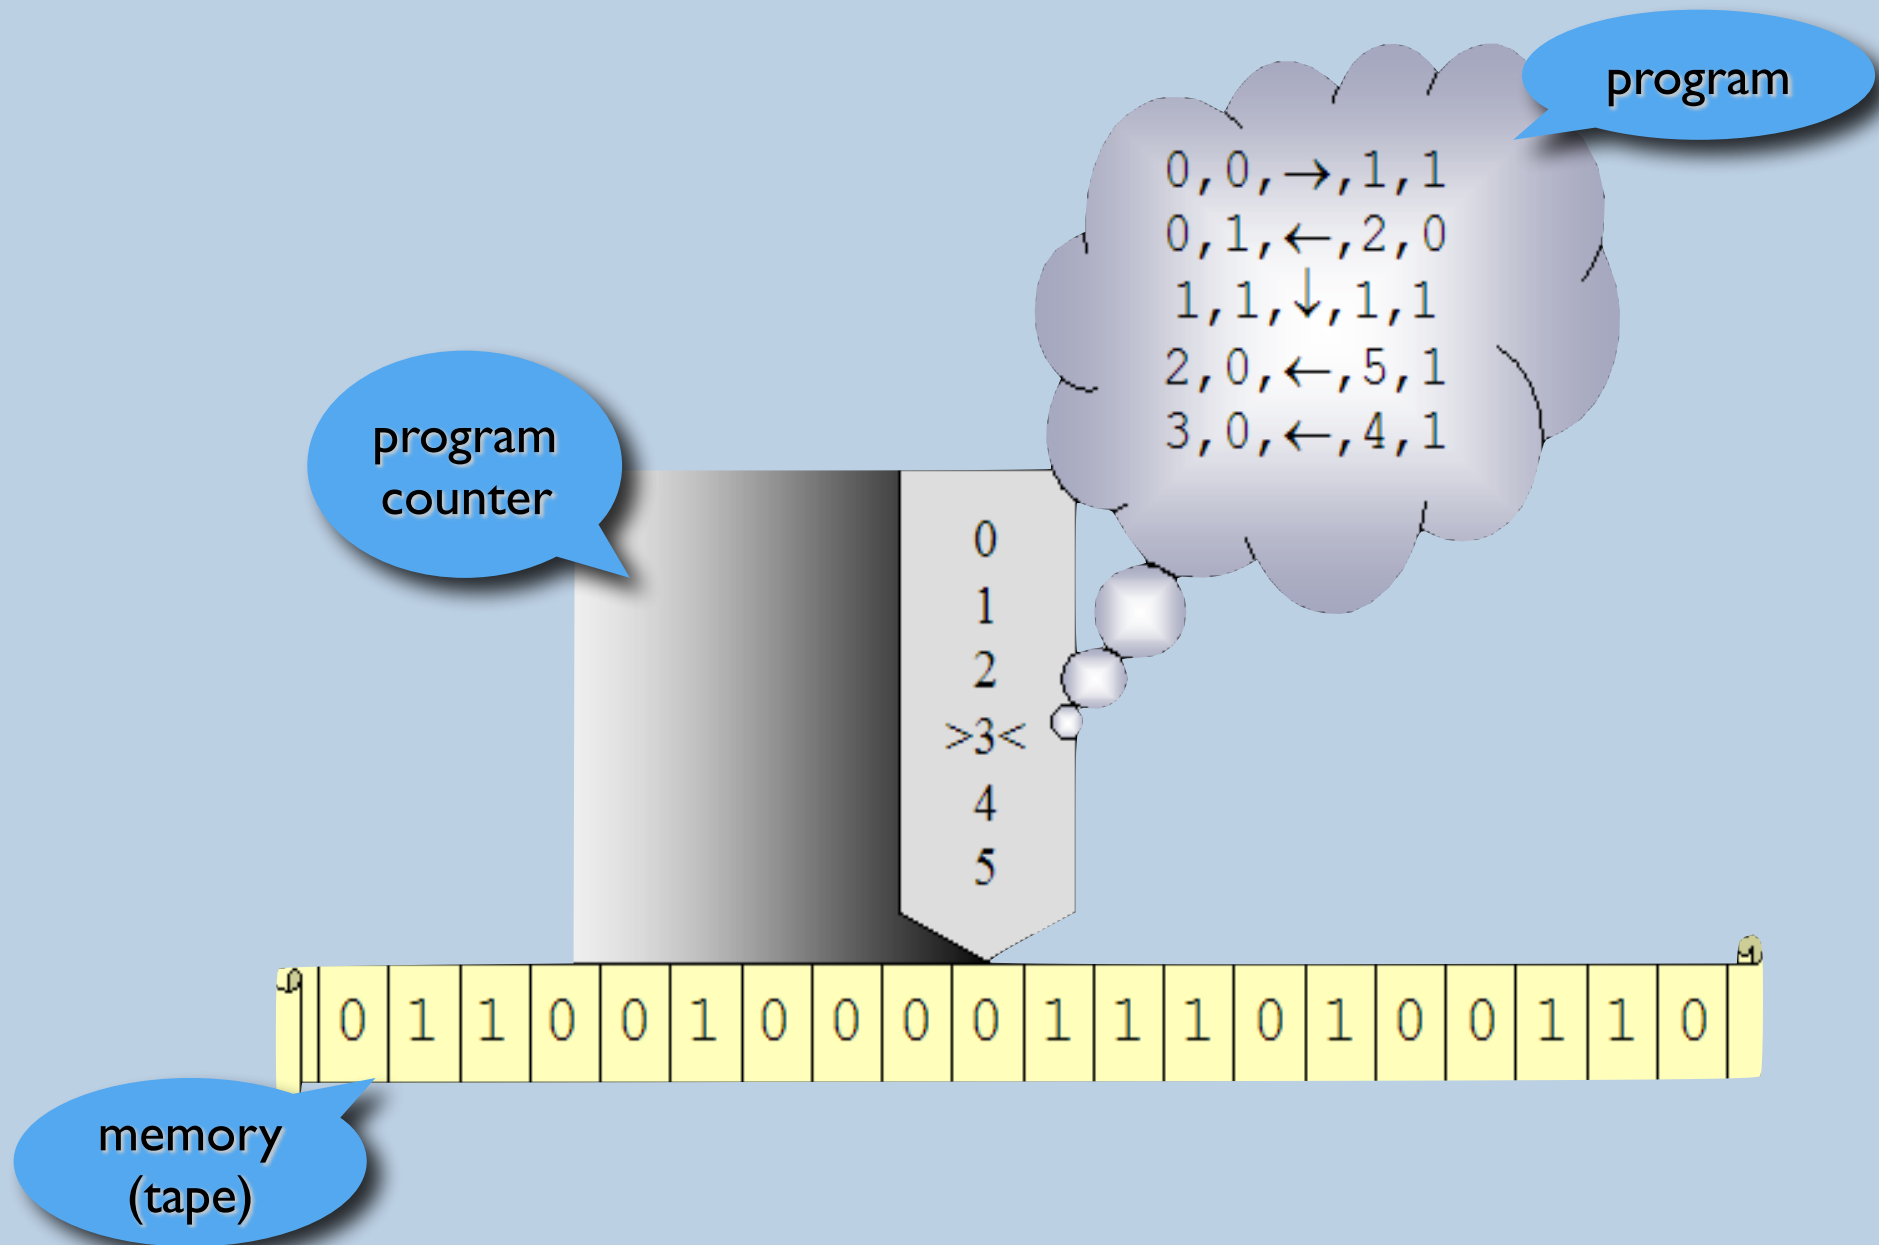 program
0,0,→,1,1
0,1,←,2,0
1,1,↓,1,1
2,0,←,5,1
3,0,←,4,1
program
counter
0
1
2
>3<
4
5
0 1 1 0 0 1 0 0 0 0 1 1 1 0 1 0 0 1 1 0
memory
(tape)